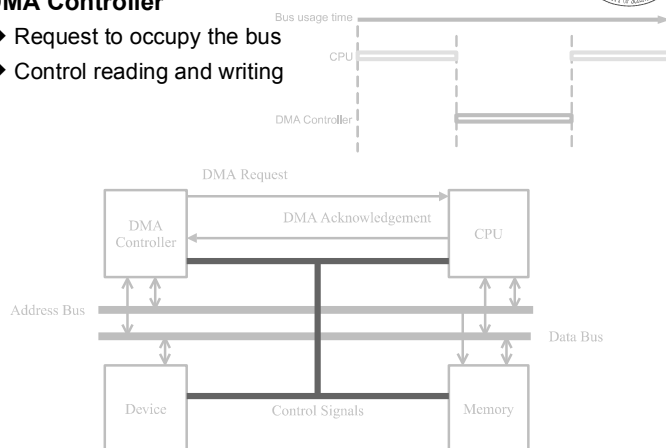 DMA Controller
Request to occupy the bus
Control reading and writing
Bus usage time
CPU
DMA Controller
DMA Request
DMA Acknowledgement
DMA
Controller
CPU
Address Bus
Data Bus
Device
Control Signals
Memory